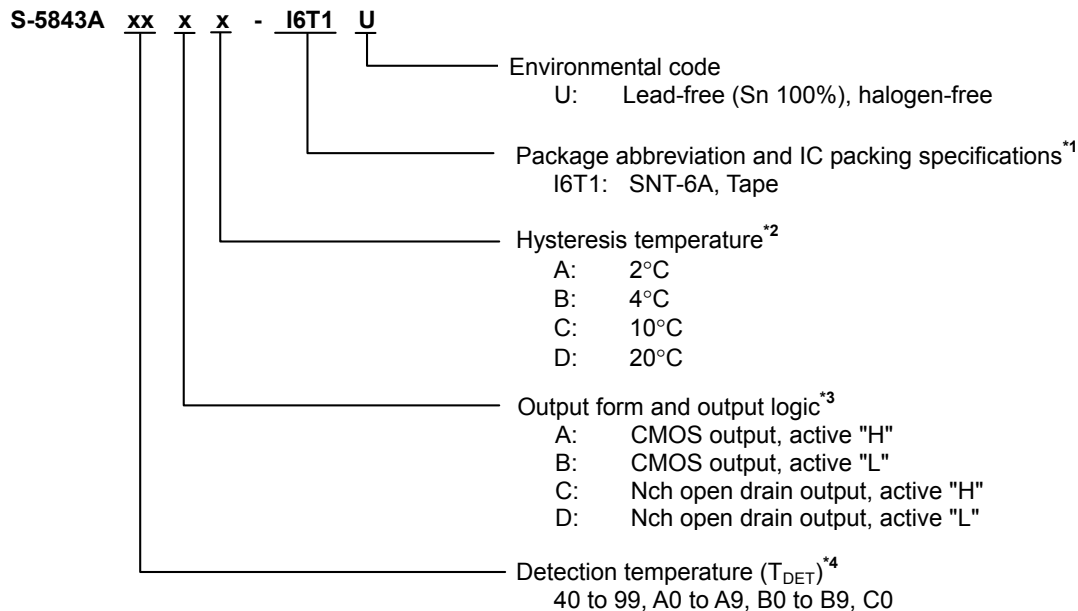 S-5843A xx x x - I6T1 U
Environmental code
U: Lead-free (Sn 100%), halogen-free
Package abbreviation and IC packing specifications*1
I6T1: SNT-6A, Tape
Hysteresis temperature*2
A: 2°C
B: 4°C
C: 10°C
D: 20°C
Output form and output logic*3
A: CMOS output, active "H"
B: CMOS output, active "L"
C: Nch open drain output, active "H"
D: Nch open drain output, active "L"
Detection temperature (TDET)*4
40 to 99, A0 to A9, B0 to B9, C0